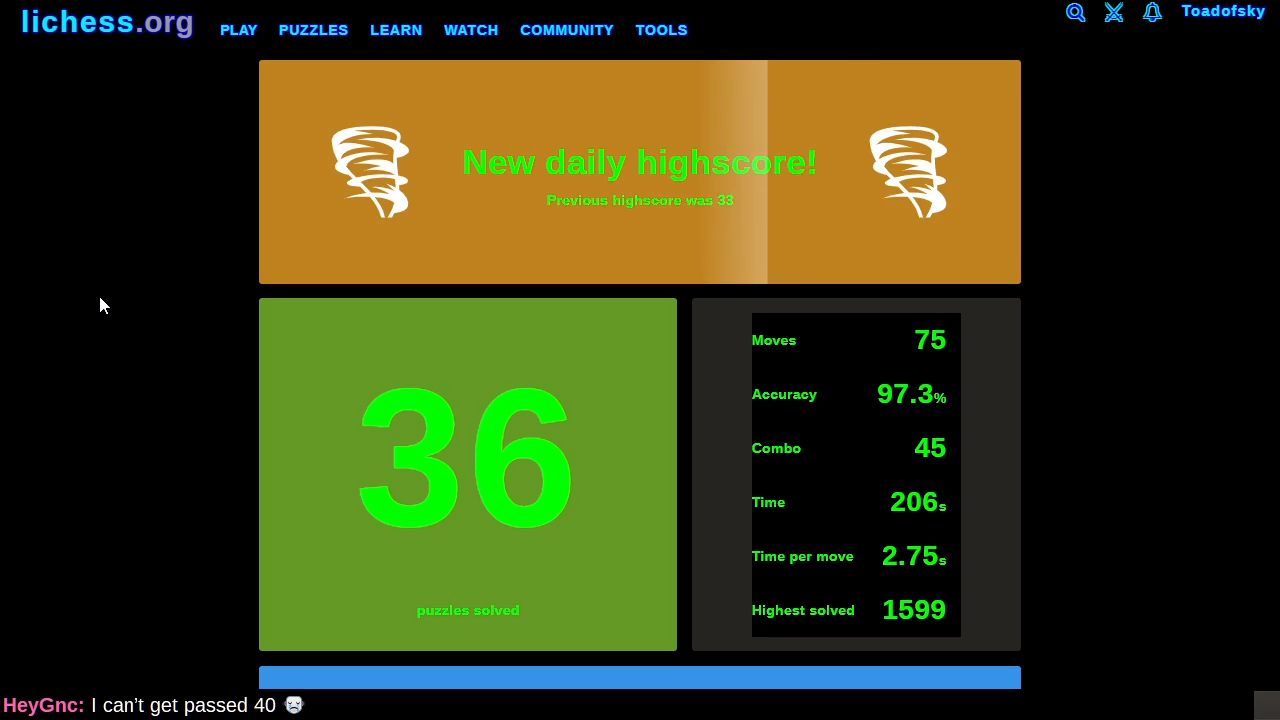 lichess.org PLAY PUZZLES LEARN WATCH COMMUNITY TOOLS Toadofsky
New daily highscore!
Previous highscore was 33
36
puzzles solved
Moves 75
Accuracy 97.3%
Combo 45
Time 206s
Time per move 2.75s
Highest solved 1599
HeyGnc: I can't get passed 40